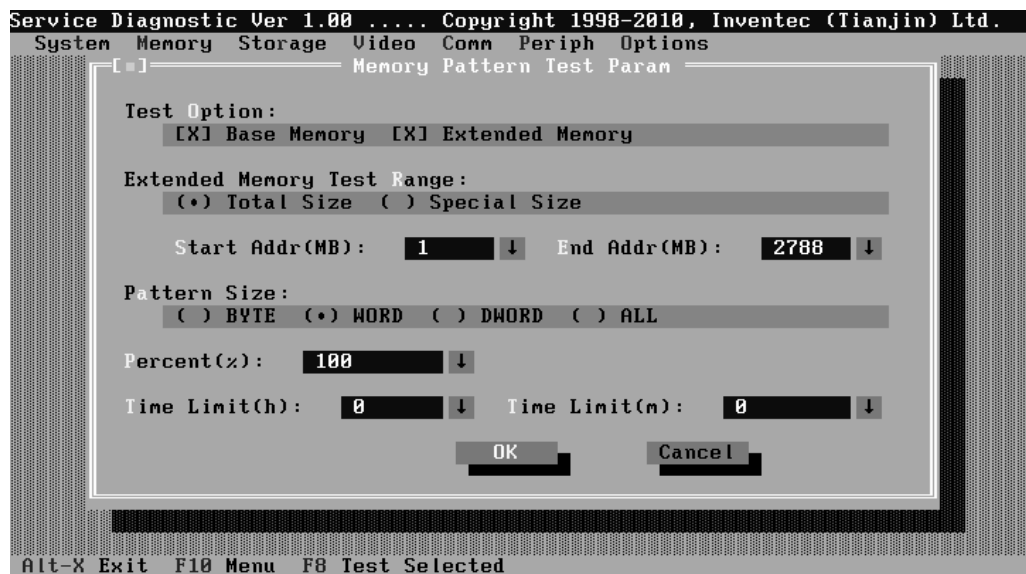 Service Diagnostic Ver 1.00 ..... Copyright 1998-2010, Inventec (Tianjin) Ltd.
System Memory Storage Video Comm Periph Options
[■] Memory Pattern Test Param
Test Option:
[X] Base Memory [X] Extended Memory
Extended Memory Test Range:
(•) Total Size ( ) Special Size
Start Addr(MB): 1 ↓ End Addr(MB): 2788 ↓
Pattern Size:
( ) BYTE (•) WORD ( ) DWORD ( ) ALL
Percent(%): 100 ↓
Time Limit(h): 0 ↓ Time Limit(m): 0 ↓
OK Cancel
Alt-X Exit F10 Menu F8 Test Selected